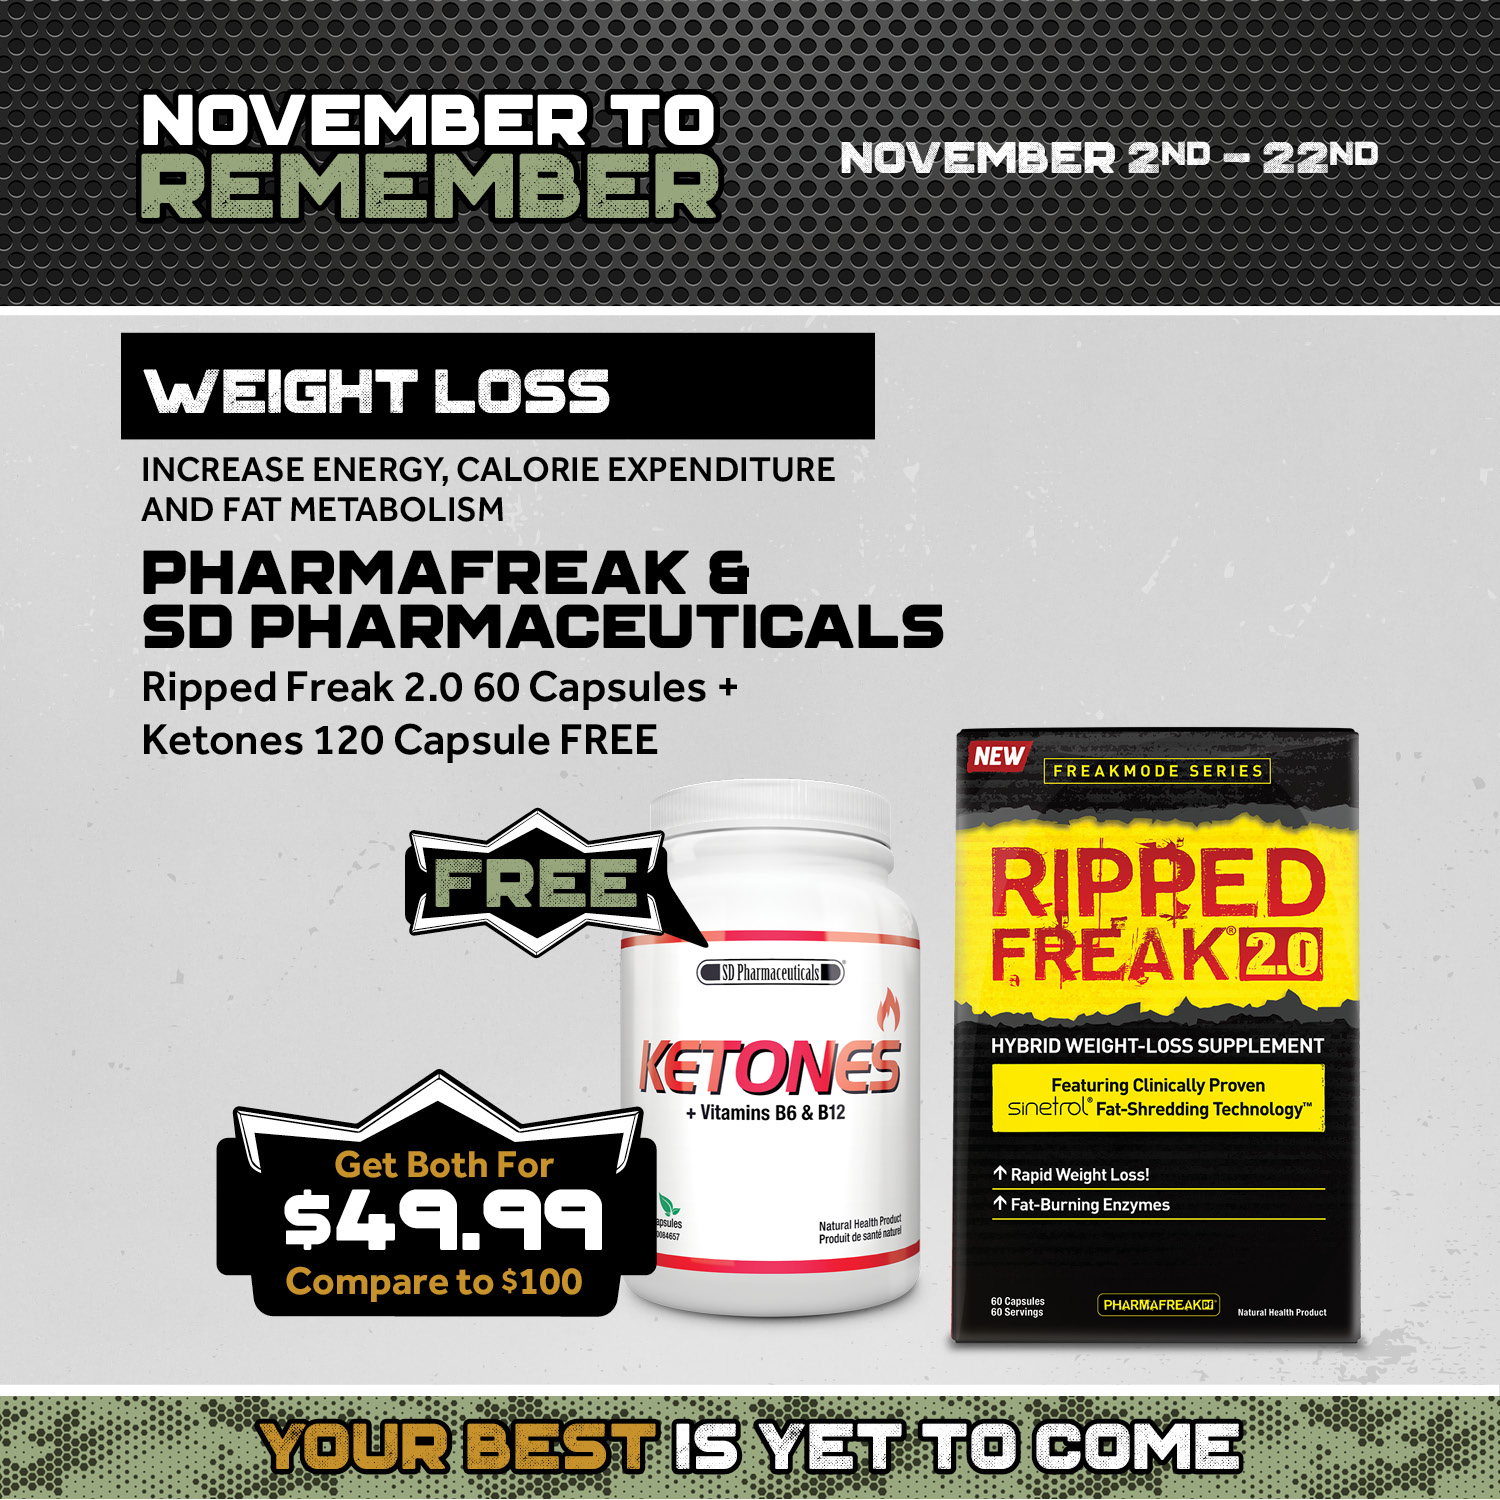 NOVEMBER TO
REMEMBER
NOVEMBER 2ND – 22ND
WEIGHT LOSS
INCREASE ENERGY, CALORIE EXPENDITURE
AND FAT METABOLISM
PHARMAFREAK &
SD PHARMACEUTICALS
Ripped Freak 2.0 60 Capsules +
Ketones 120 Capsule FREE
FREE
SD Pharmaceuticals®
KETONES
+ Vitamins B6 & B12
Natural Health Product
Produit de santé naturel
Get Both For
$49.99
Compare to $100
NEW
FREAKMODE SERIES
RIPPED
FREAK® 2.0
HYBRID WEIGHT-LOSS SUPPLEMENT
Featuring Clinically Proven
sinetrol® Fat-Shredding Technology™
↑ Rapid Weight Loss!
↑ Fat-Burning Enzymes
60 Capsules
60 Servings
PHARMAFREAK PF
Natural Health Product
YOUR BEST IS YET TO COME